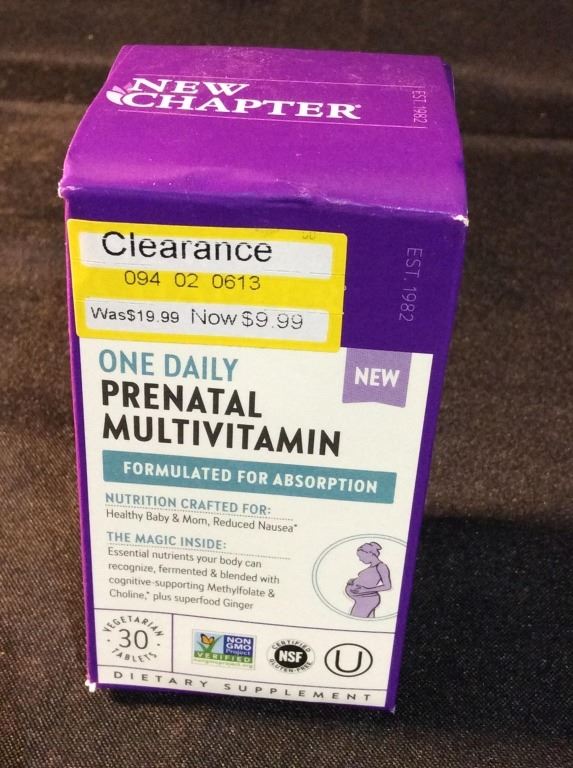 NEW
CHAPTER®
EST. 1982
Clearance
094 02 0613
Was$19.99 Now $9.99
EST. 1982
ONE DAILY
PRENATAL
MULTIVITAMIN
NEW
FORMULATED FOR ABSORPTION
NUTRITION CRAFTED FOR:
Healthy Baby & Mom, Reduced Nausea*
THE MAGIC INSIDE:
Essential nutrients your body can
recognize, fermented & blended with
cognitive-supporting Methylfolate &
Choline,* plus superfood Ginger
VEGETARIAN
30
TABLETS
NON
GMO
Project
VERIFIED
CERTIFIED
NSF
GLUTEN-FREE
U
DIETARY SUPPLEMENT